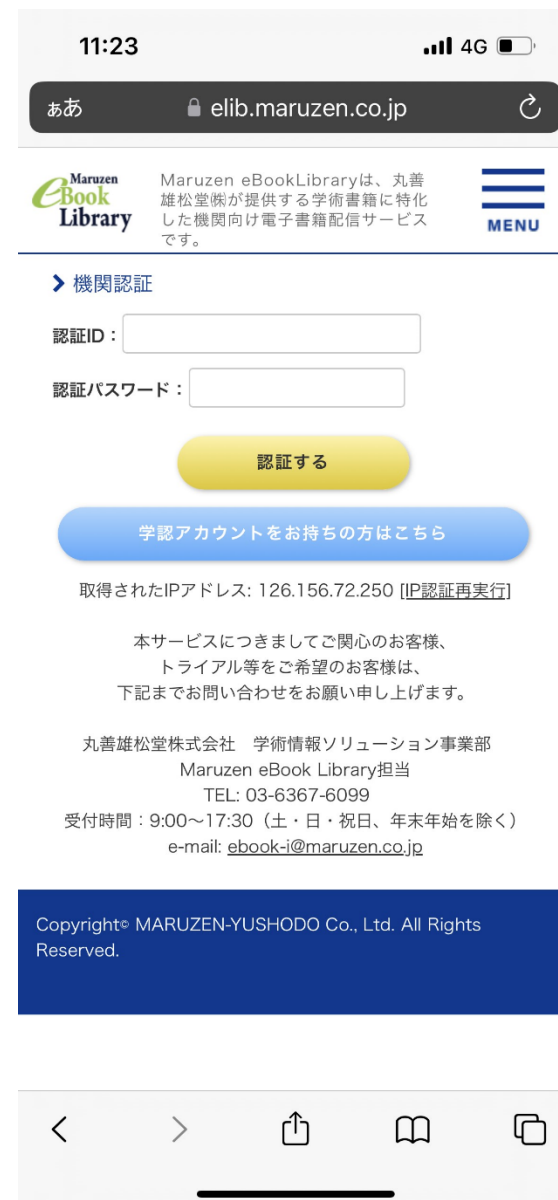 11:23
4G
ぁあ
elib.maruzen.co.jp
Maruzen
eBook
Library
Maruzen eBookLibraryは、丸善
雄松堂㈱が提供する学術書籍に特化
した機関向け電子書籍配信サービス
です。
MENU
機関認証
認証ID：
認証パスワード：
認証する
学認アカウントをお持ちの方はこちら
取得されたIPアドレス: 126.156.72.250 [IP認証再実行]
本サービスにつきましてご関心のお客様、
トライアル等をご希望のお客様は、
下記までお問い合わせをお願い申し上げます。
丸善雄松堂株式会社　学術情報ソリューション事業部
Maruzen eBook Library担当
TEL: 03-6367-6099
受付時間：9:00〜17:30（土・日・祝日、年末年始を除く）
e-mail: ebook-i@maruzen.co.jp
Copyright© MARUZEN-YUSHODO Co., Ltd. All Rights
Reserved.